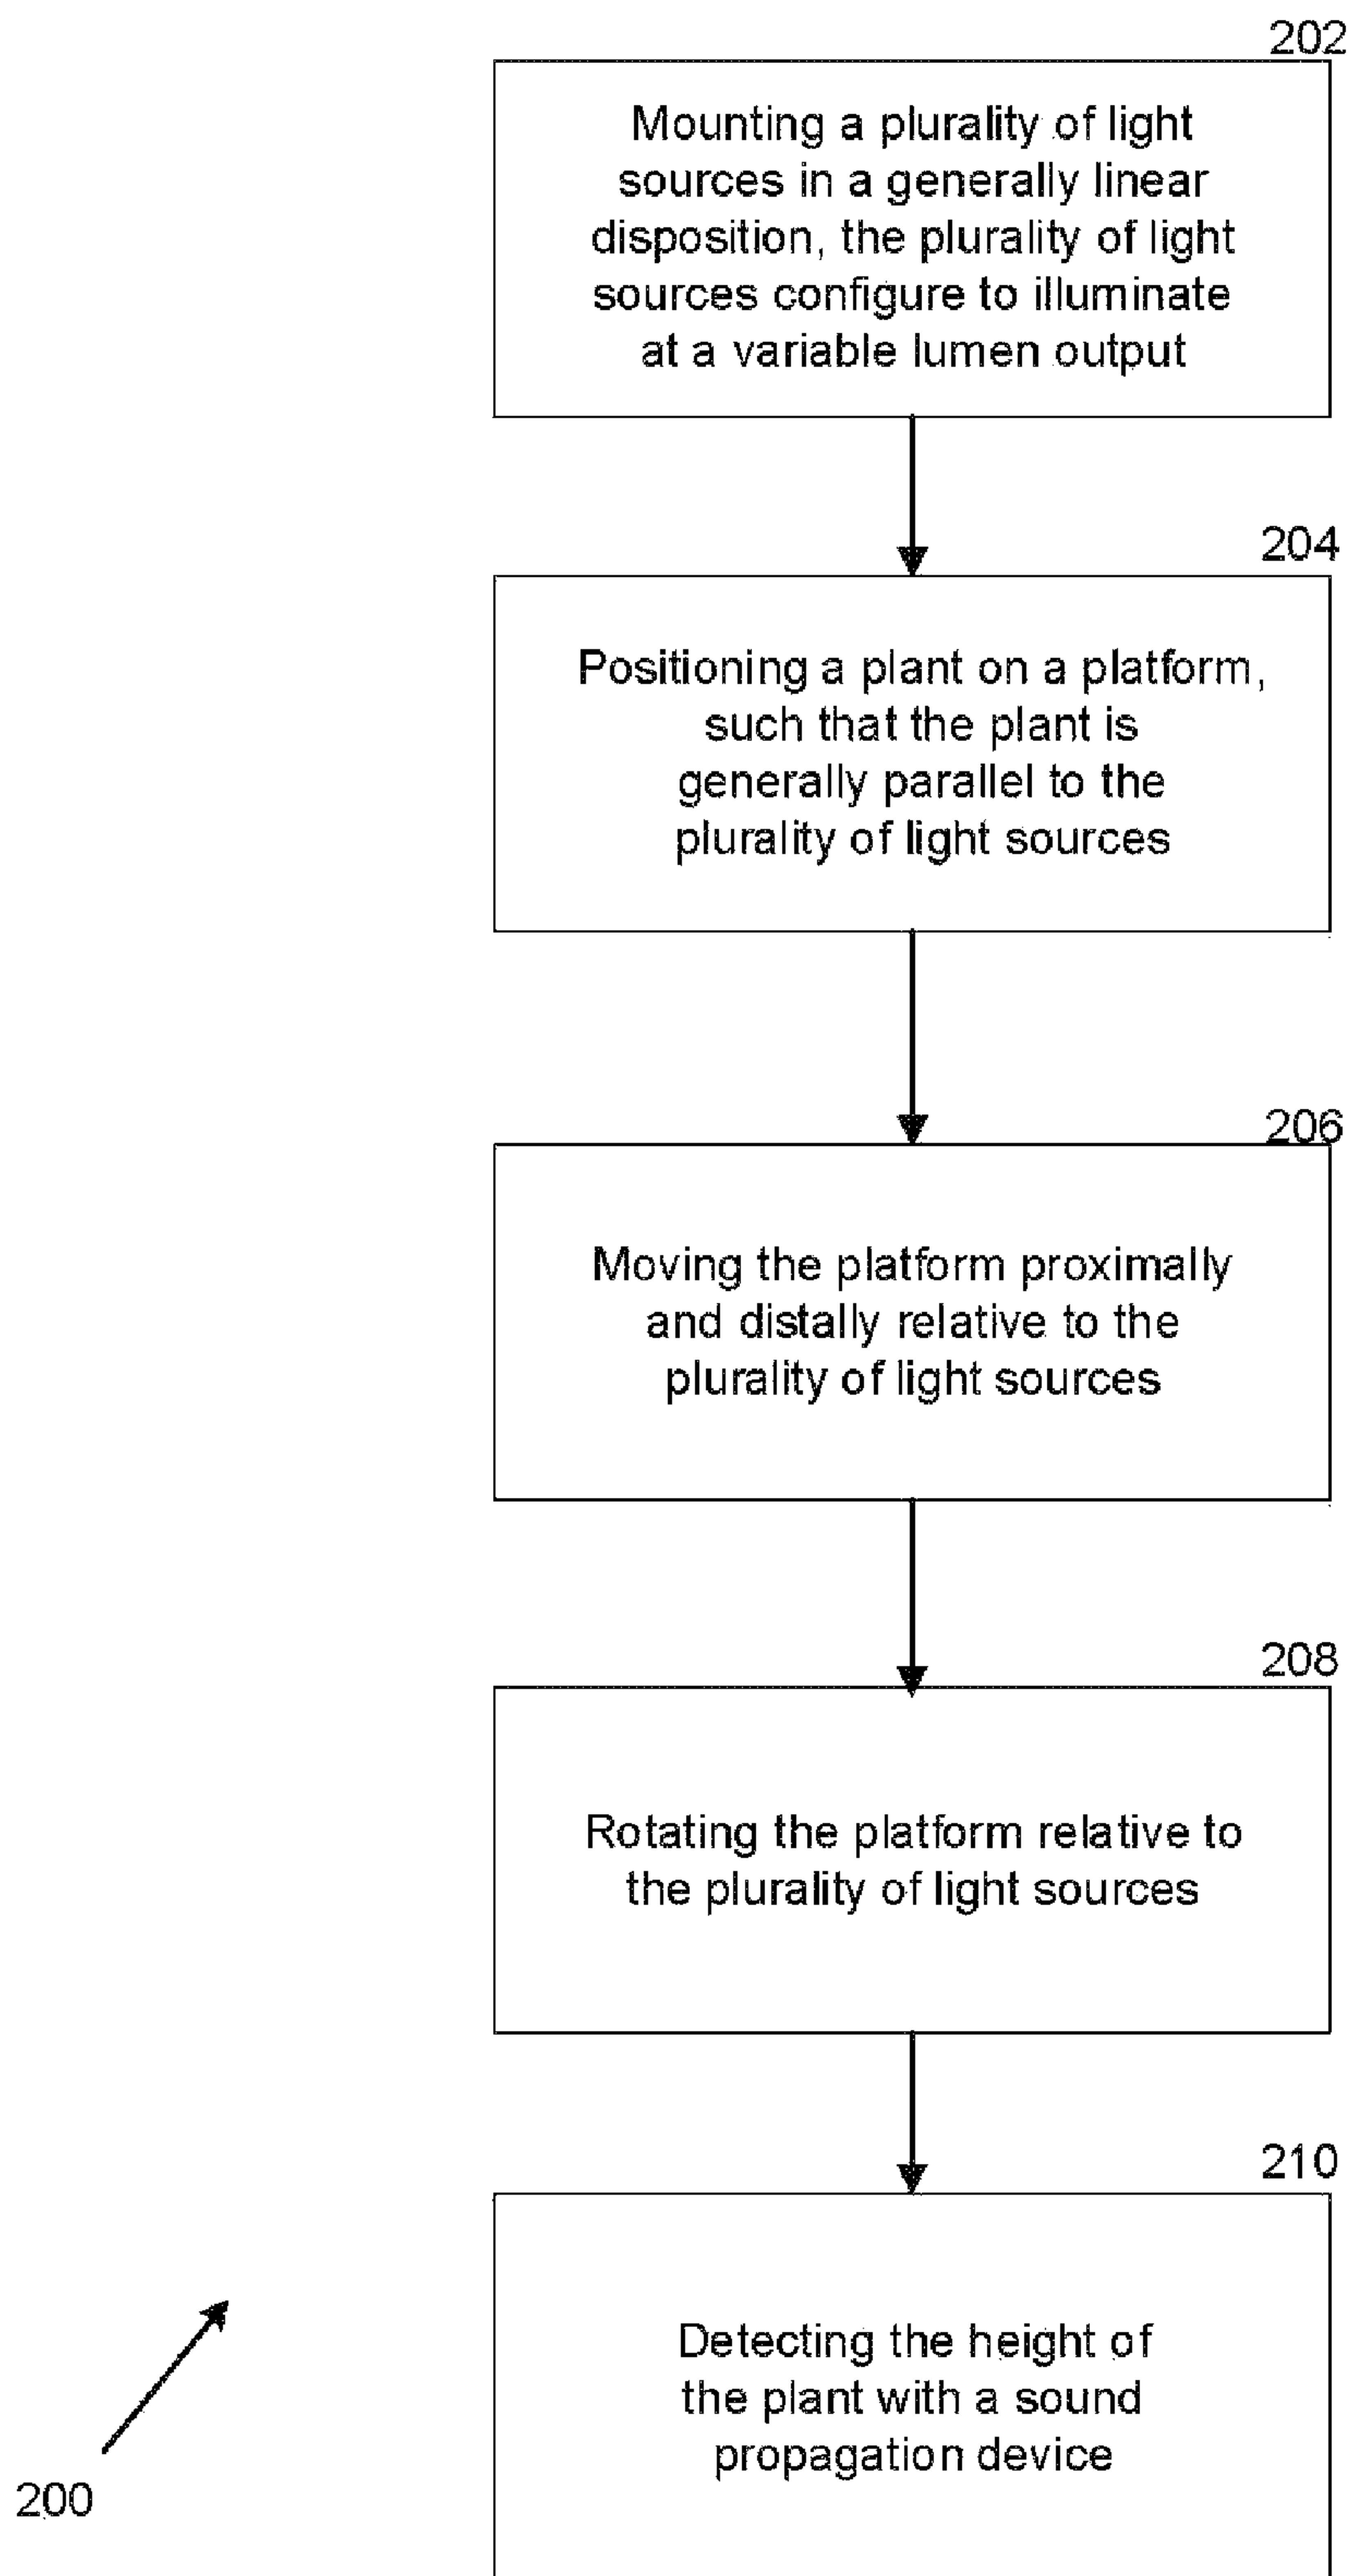 202
Mounting a plurality of light
sources in a generally linear
disposition, the plurality of light
sources configure to illuminate
at a variable lumen output
204
Positioning a plant on a platform,
such that the plant is
generally parallel to the
plurality of light sources
206
Moving the platform proximally
and distally relative to the
plurality of light sources
208
Rotating the platform relative to
the plurality of light sources
210
Detecting the height of
the plant with a sound
propagation device
200